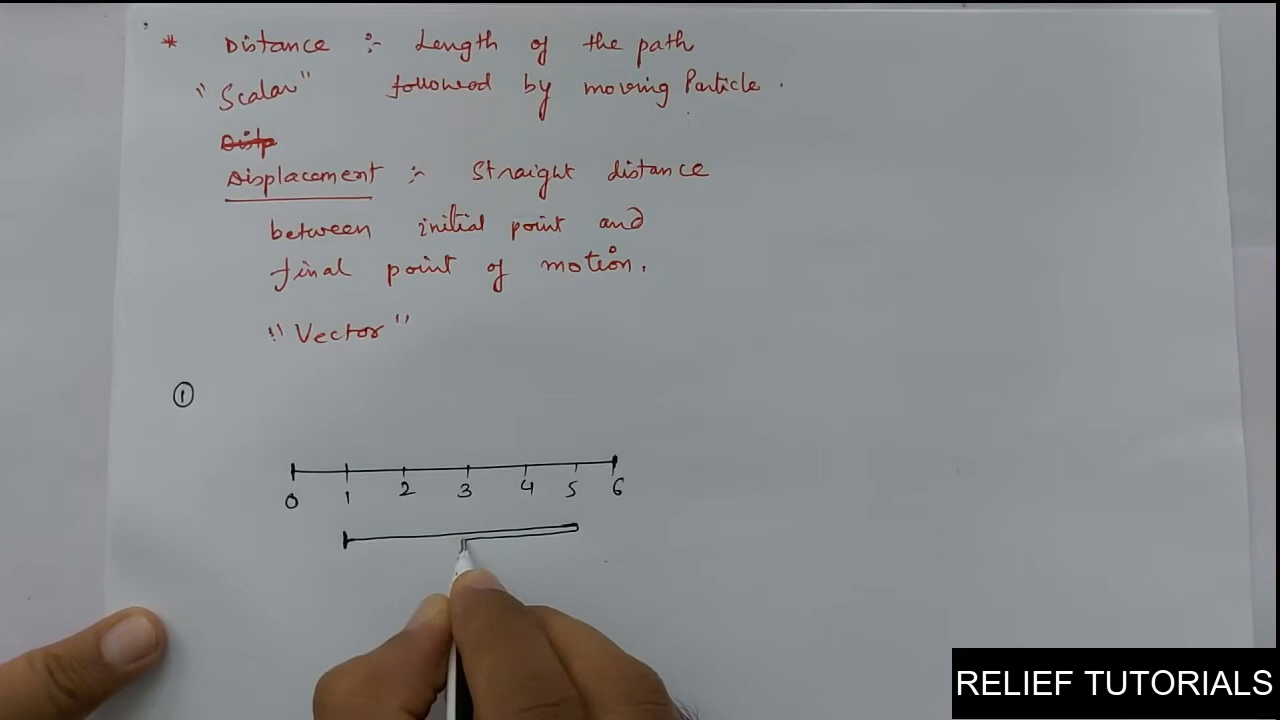 * Distance :- Length of the path
"Scalar" followed by moving Particle.
Disp
Displacement :- Straight distance
between initial point and
final point of motion.
"Vector"
①
0 1 2 3 4 5 6
RELIEF TUTORIALS